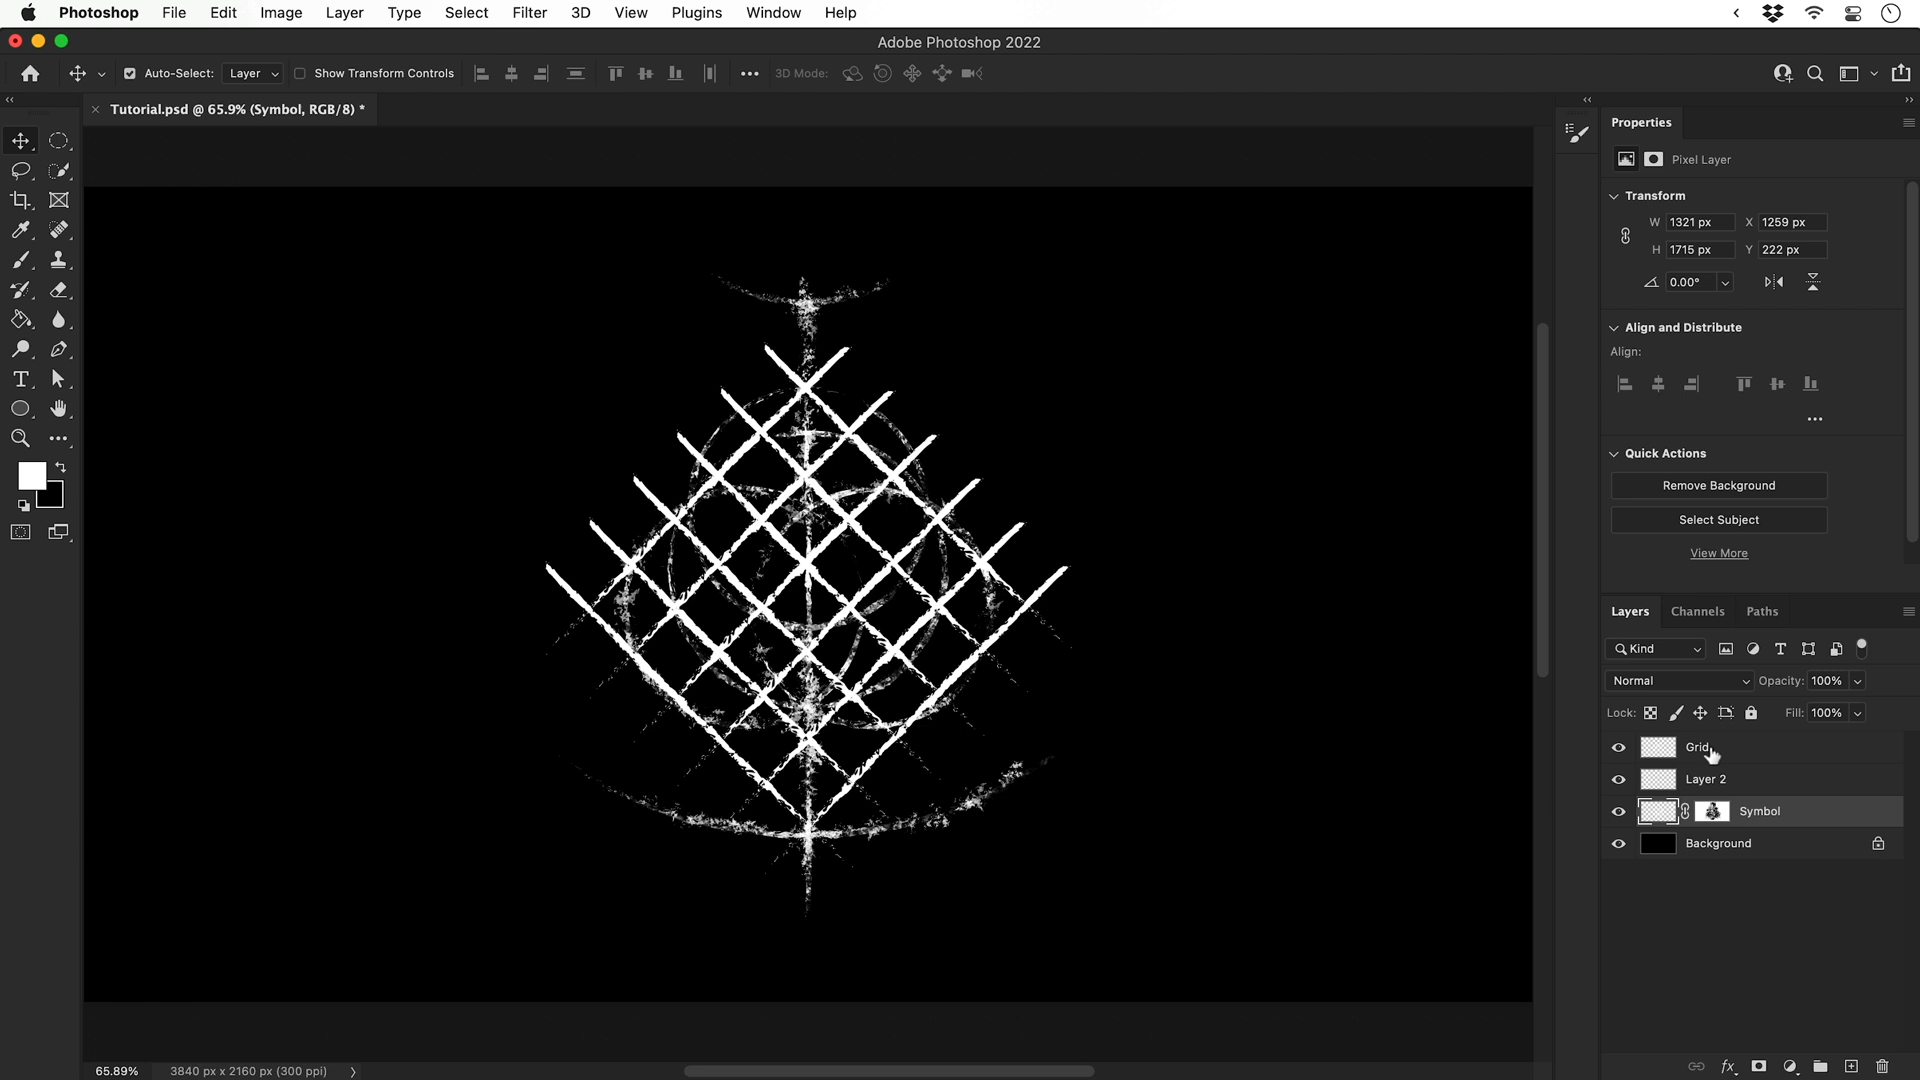 Photoshop File Edit Image Layer Type Select Filter 3D View Plugins Window Help
Adobe Photoshop 2022
Auto-Select: Layer Show Transform Controls 3D Mode:
Tutorial.psd @ 65.9% (Symbol, RGB/8) *
Properties
Pixel Layer
Transform
W 1321 px X 1259 px
H 1715 px Y 222 px
0.00°
Align and Distribute
Align:
Quick Actions
Remove Background
Select Subject
View More
Layers Channels Paths
Kind
Normal Opacity: 100%
Lock: Fill: 100%
Grid
Layer 2
Symbol
Background
65.89% 3840 px x 2160 px (300 ppi)